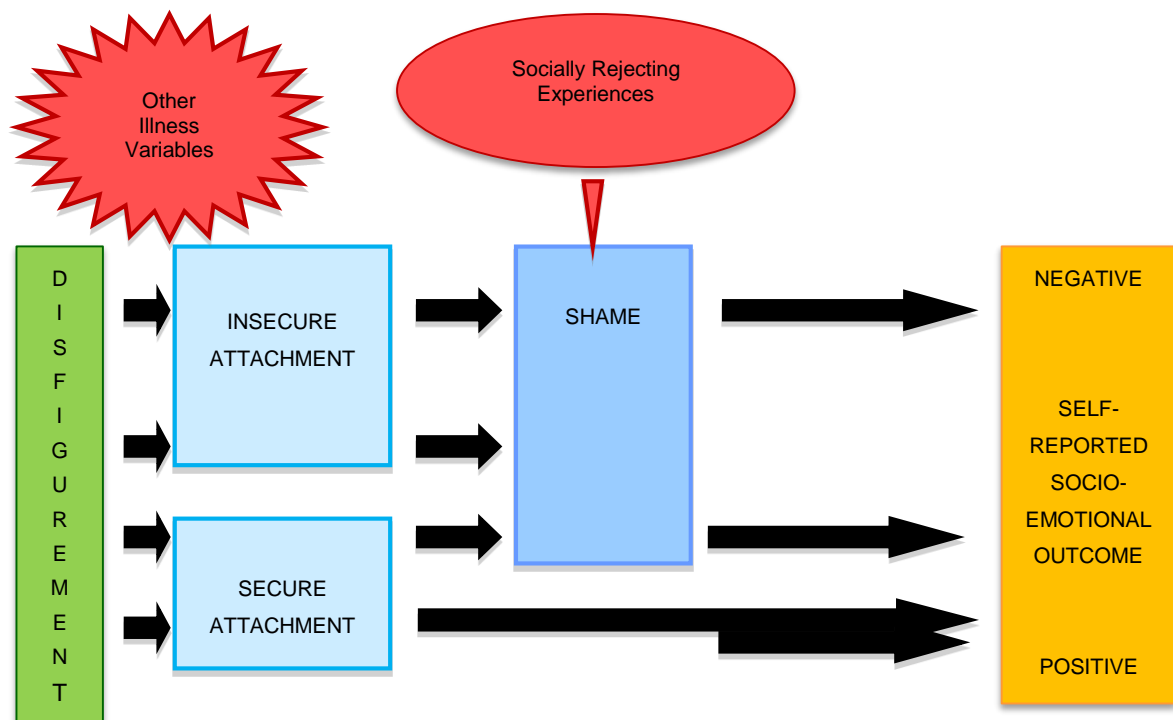 Other
Illness
Variables
Socially Rejecting
Experiences
D
I
S
F
I
G
U
R
E
M
E
N
T
INSECURE
ATTACHMENT
SECURE
ATTACHMENT
SHAME
NEGATIVE
SELF-
REPORTED
SOCIO-
EMOTIONAL
OUTCOME
POSITIVE